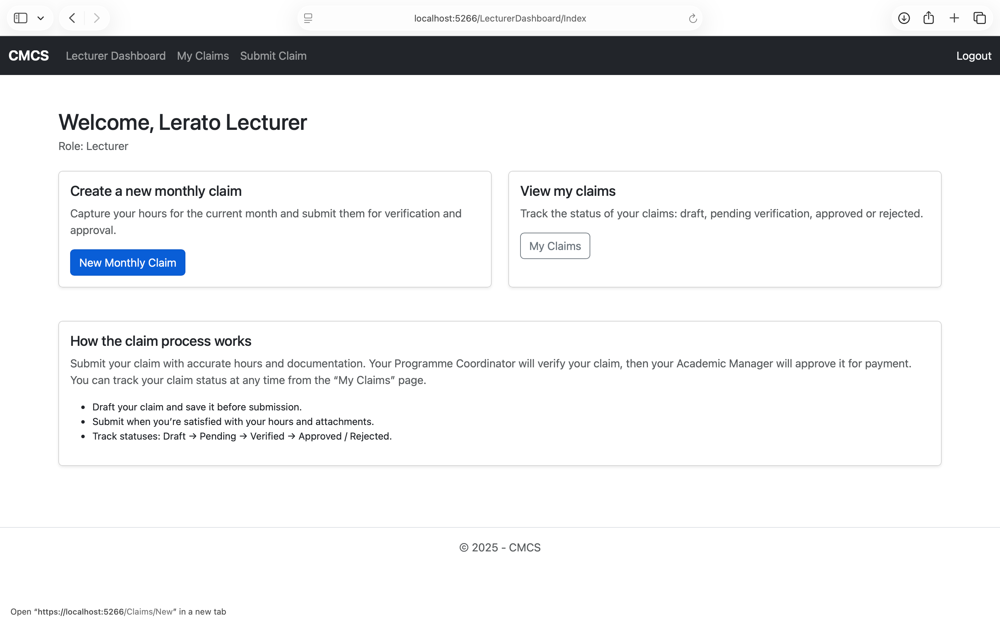 localhost:5266/LecturerDashboard/Index
CMCS Lecturer Dashboard My Claims Submit Claim Logout
Welcome, Lerato Lecturer
Role: Lecturer
Create a new monthly claim
Capture your hours for the current month and submit them for verification and
approval.
New Monthly Claim
View my claims
Track the status of your claims: draft, pending verification, approved or rejected.
My Claims
How the claim process works
Submit your claim with accurate hours and documentation. Your Programme Coordinator will verify your claim, then your Academic Manager will approve it for payment.
You can track your claim status at any time from the “My Claims” page.
• Draft your claim and save it before submission.
• Submit when you’re satisfied with your hours and attachments.
• Track statuses: Draft → Pending → Verified → Approved / Rejected.
© 2025 - CMCS
Open “https://localhost:5266/Claims/New” in a new tab